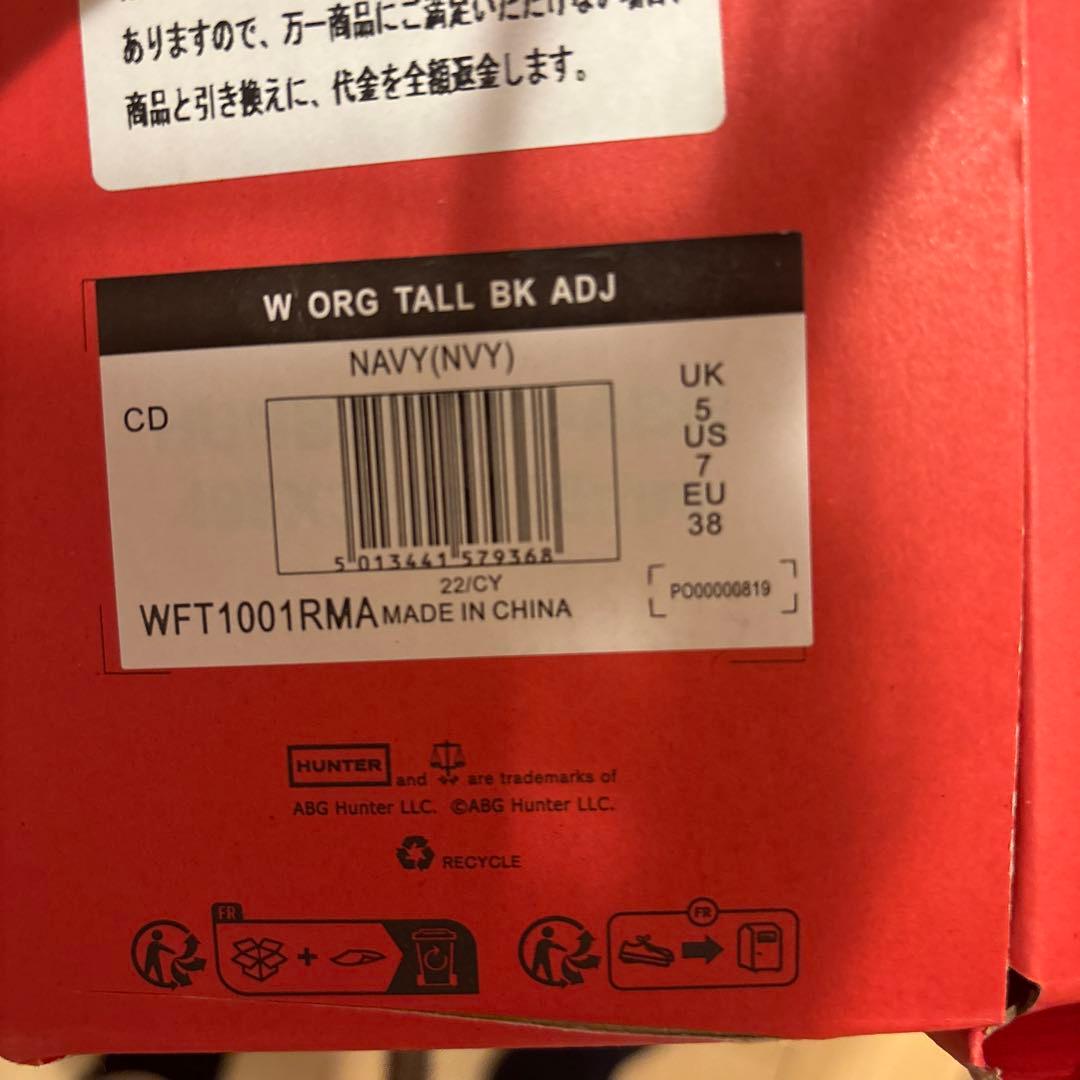 ありますので、万一商品にご満足いただけない場合、
商品と引き換えに、代金を全額返金します。
W ORG TALL BK ADJ
NAVY(NVY)
CD
UK
5
US
7
EU
38
5 013441 579368
22/CY
WFT1001RMA MADE IN CHINA
PO00000819
HUNTER and are trademarks of
ABG Hunter LLC. ©ABG Hunter LLC.
RECYCLE
FR
+
FR